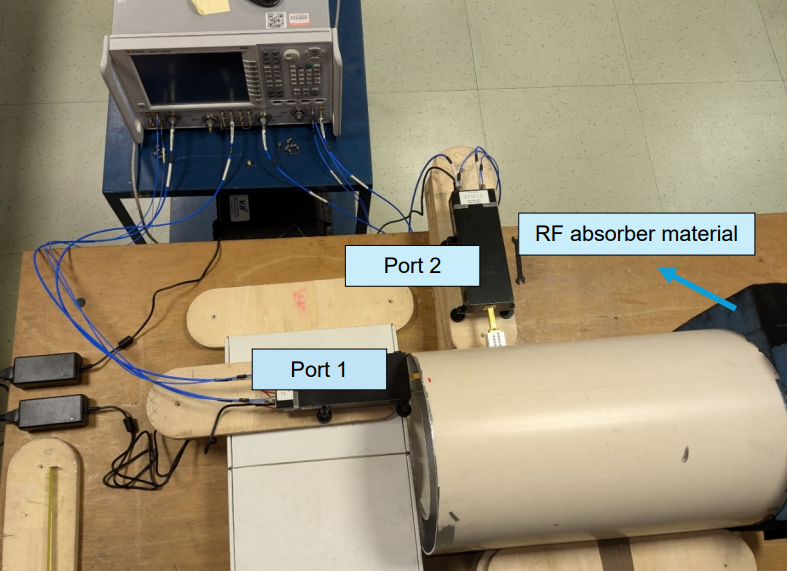 Port 2
RF absorber material
Port 1